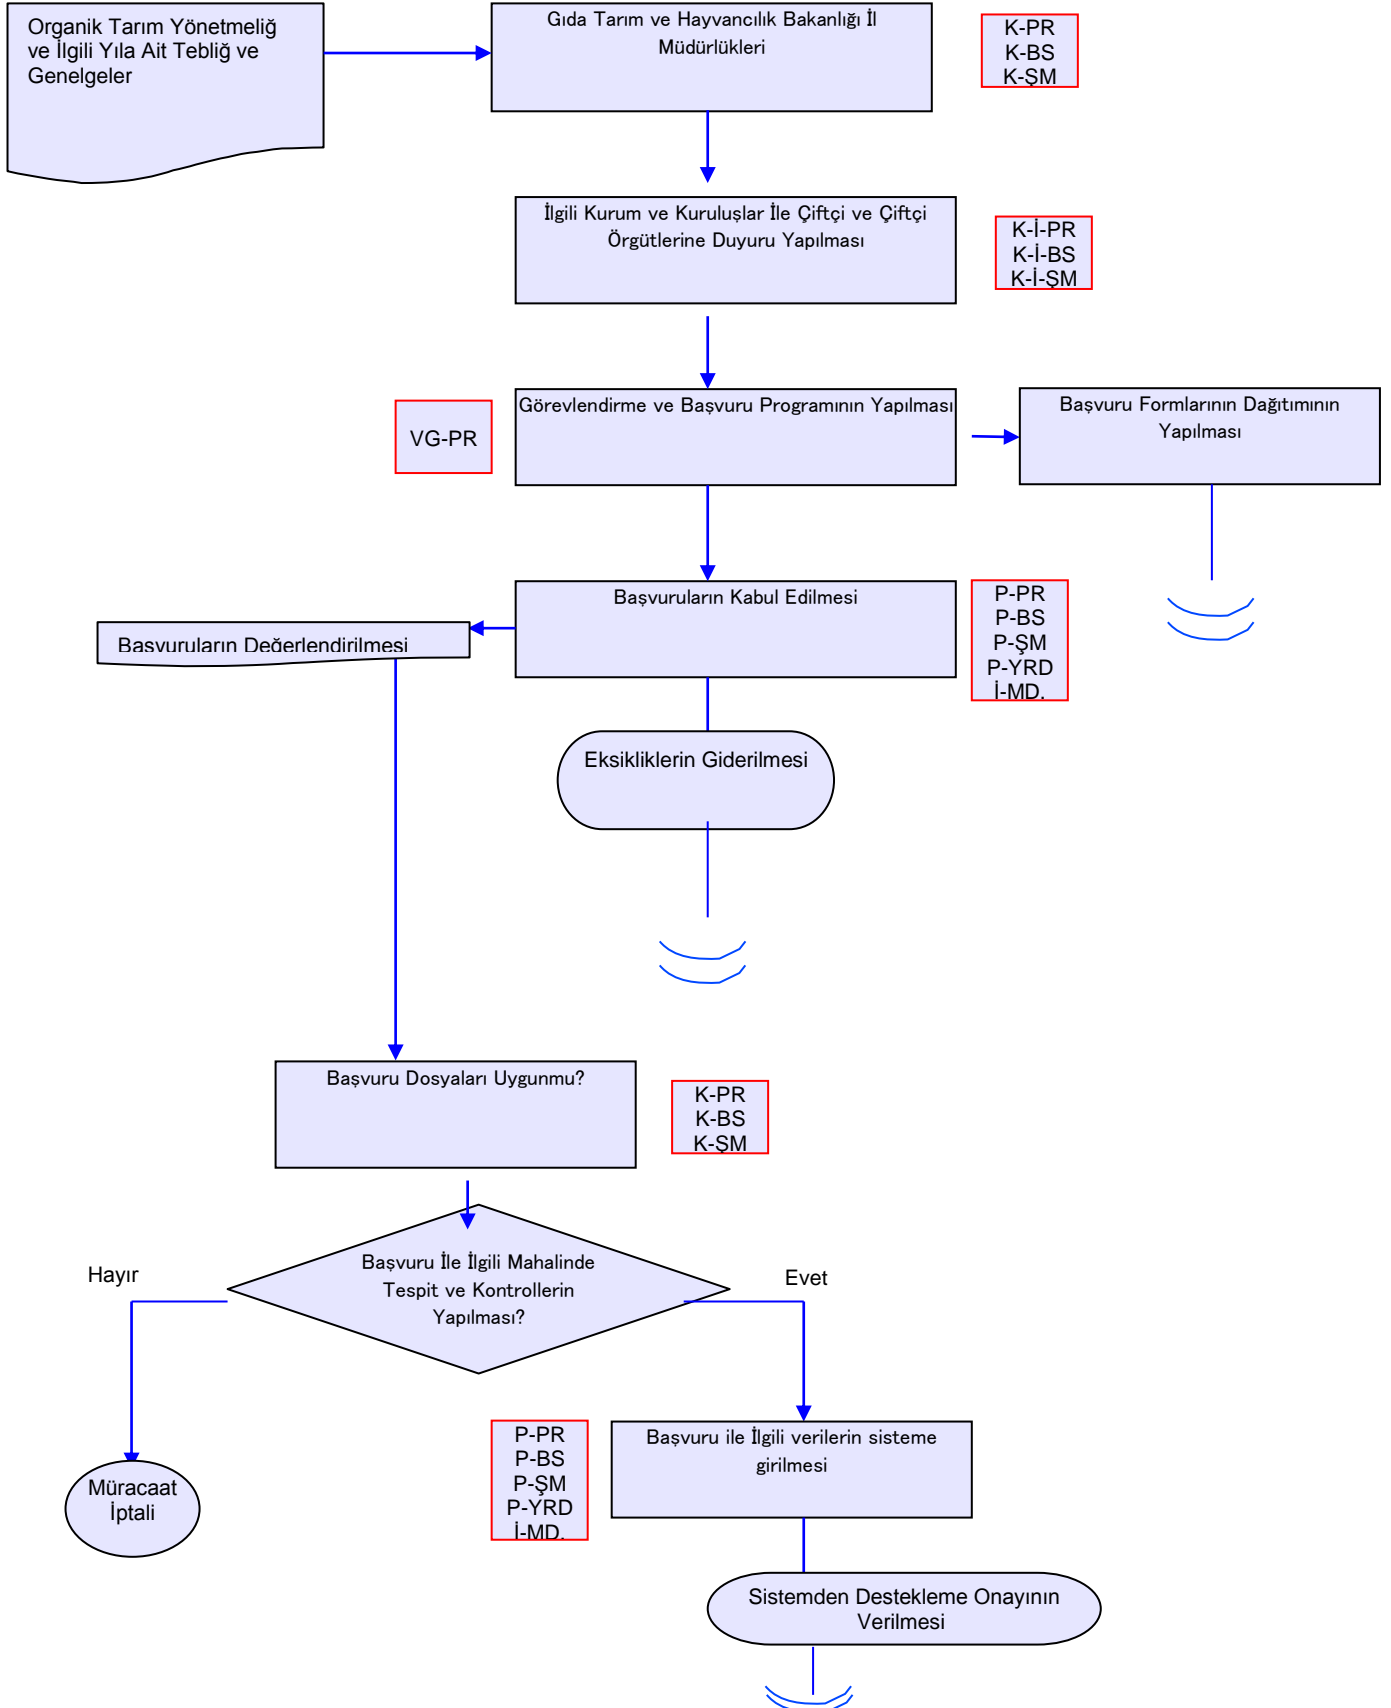 Organik Tarım Yönetmeliğ
ve İlgili Yıla Ait Tebliğ ve
Genelgeler
Gıda Tarım ve Hayvancılık Bakanlığı İl
Müdürlükleri
K-PR
K-BS
K-ŞM
İlgili Kurum ve Kuruluşlar İle Çiftçi ve Çiftçi
Örgütlerine Duyuru Yapılması
K-İ-PR
K-İ-BS
K-İ-ŞM
VG-PR
Görevlendirme ve Başvuru Programının Yapılması
Başvuru Formlarının Dağıtımının
Yapılması
Başvuruların Kabul Edilmesi
P-PR
P-BS
P-ŞM
P-YRD
İ-MD.
Başvuruların Değerlendirilmesi
Eksikliklerin Giderilmesi
Başvuru Dosyaları Uygunmu?
K-PR
K-BS
K-ŞM
Başvuru İle İlgili Mahalinde
Tespit ve Kontrollerin
Yapılması?
Hayır
Evet
Müracaat
İptali
P-PR
P-BS
P-ŞM
P-YRD
İ-MD.
Başvuru ile İlgili verilerin sisteme
girilmesi
Sistemden Destekleme Onayının
Verilmesi